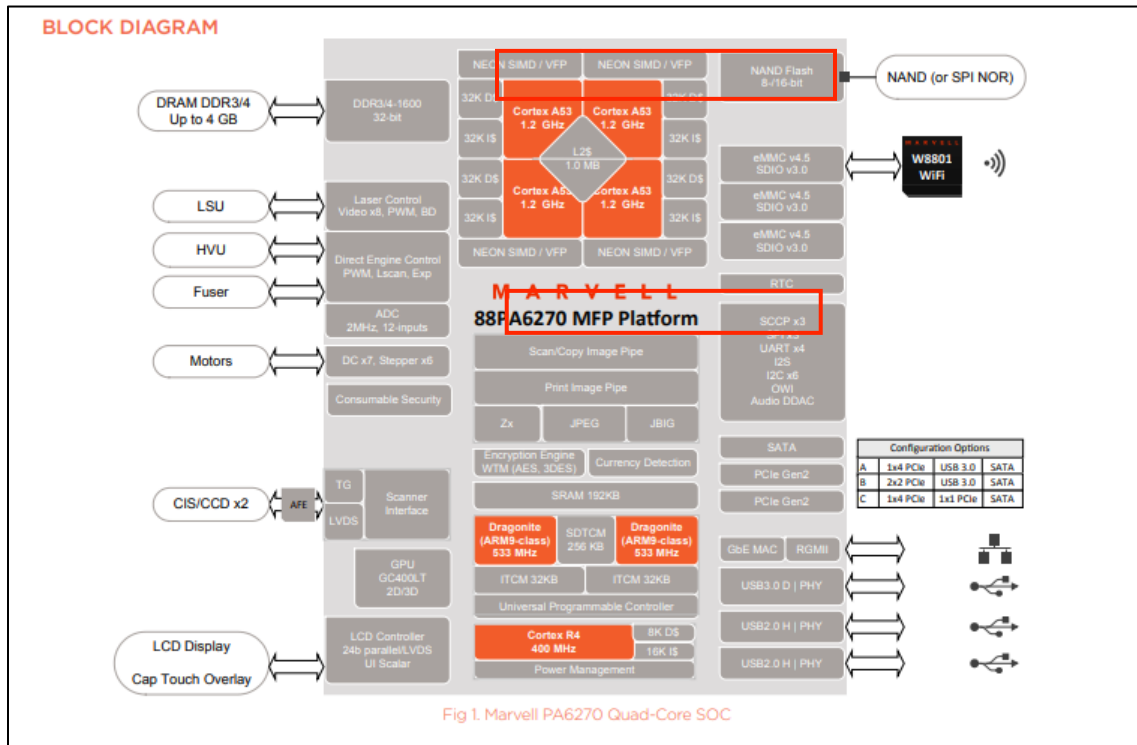 BLOCK DIAGRAM
DRAM DDR3/4
Up to 4 GB
LSU
HVU
Fuser
Motors
CIS/CCD x2
AFE
LCD Display
Cap Touch Overlay
DDR3/4-1600
32-bit
Laser Control
Video x8, PWM, BD
Direct Engine Control
PWM, Lscan, Exp
ADC
2MHz, 12-inputs
DC x7, Stepper x6
Consumable Security
TG
LVDS
Scanner
Interface
GPU
GC400LT
2D/3D
LCD Controller
24b parallel/LVDS
UI Scalar
NEON SIMD / VFP
NEON SIMD / VFP
32K D$
Cortex A53
1.2 GHz
Cortex A53
1.2 GHz
32K D$
32K I$
32K I$
L2$
1.0 MB
32K D$
Cortex A53
1.2 GHz
Cortex A53
1.2 GHz
32K D$
32K I$
32K I$
NEON SIMD / VFP
NEON SIMD / VFP
MARVELL
88PA6270 MFP Platform
Scan/Copy Image Pipe
Print Image Pipe
Zx
JPEG
JBIG
Encryption Engine
WTM (AES, 3DES)
Currency Detection
SRAM 192KB
Dragonite
(ARM9-class)
533 MHz
SDTCM
256 KB
Dragonite
(ARM9-class)
533 MHz
ITCM 32KB
ITCM 32KB
Universal Programmable Controller
Cortex R4
400 MHz
8K D$
16K I$
Power Management
NAND Flash
8-/16-bit
eMMC v4.5
SDIO v3.0
eMMC v4.5
SDIO v3.0
eMMC v4.5
SDIO v3.0
RTC
SCCP x3
SPI x3
UART x4
I2S
I2C x6
OWI
Audio DDAC
SATA
PCIe Gen2
PCIe Gen2
GbE MAC
RGMII
USB3.0 D | PHY
USB2.0 H | PHY
USB2.0 H | PHY
NAND (or SPI NOR)
MARVELL
W8801
WiFi
Configuration Options
A 1x4 PCIe USB 3.0 SATA
B 2x2 PCIe USB 3.0 SATA
C 1x4 PCIe 1x1 PCIe SATA
Fig 1. Marvell PA6270 Quad-Core SOC